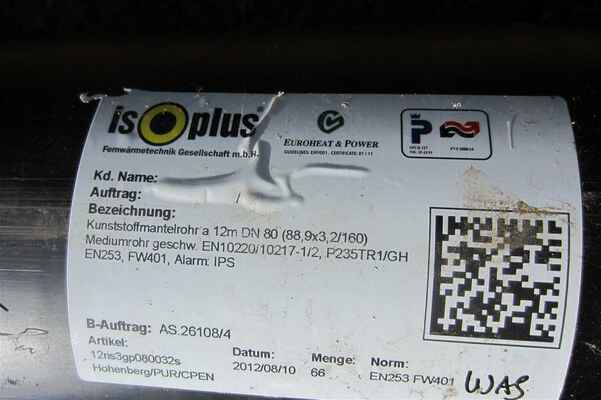 isoplus
Fernwärmetechnik Gesellschaft m.b.H.
EUROHEAT & POWER
P
Kd. Name:
Auftrag:
Bezeichnung:
Kunststoffmantelrohr a 12m DN 80 (88,9x3,2/160)
Mediumrohr geschw. EN10220/10217-1/2, P235TR1/GH
EN253, FW401, Alarm: IPS
B-Auftrag: AS.26108/4
Artikel:
12ris3gp080032s
Hohenberg/PUR/CPEN
Datum:
2012/08/10
Menge:
66
Norm:
EN253 FW401
WAS